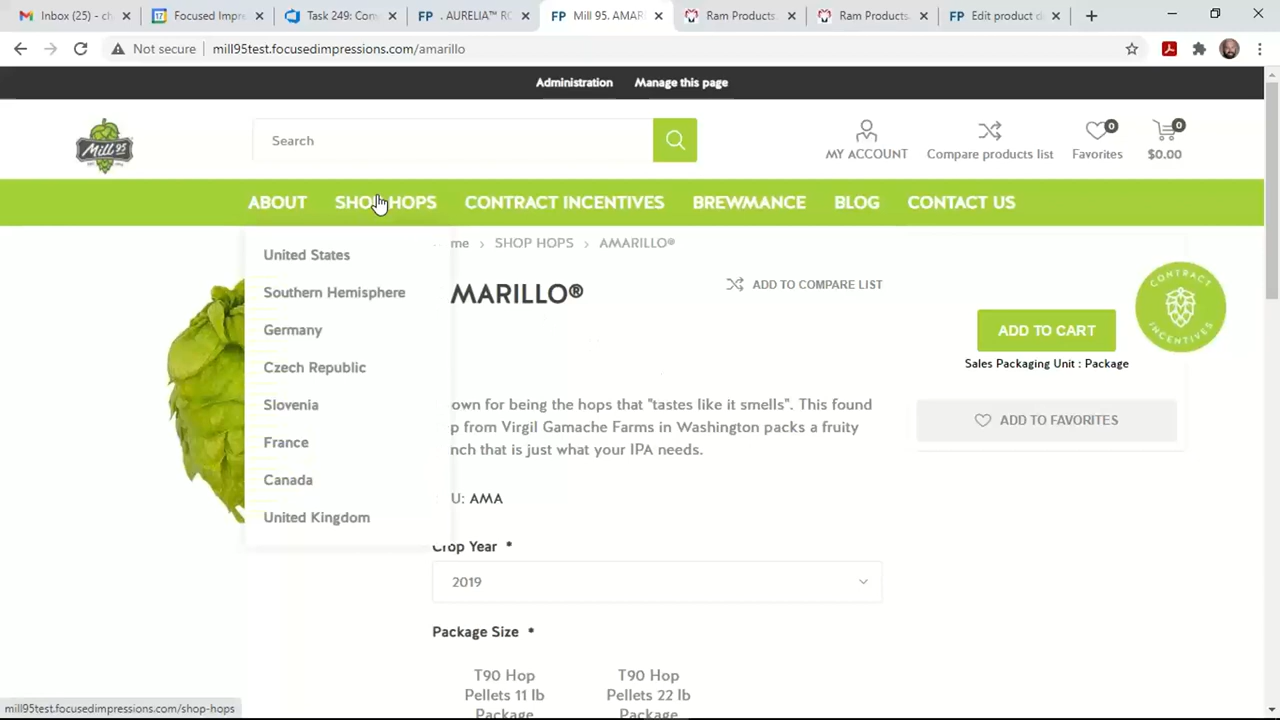 Inbox (25) - ch
Focused Impre
Task 249: Com
. AURELIA™ RO
Mill 95. AMAR
Ram Products.
Ram Products.
Edit product d
Not secure
mill95test.focusedimpressions.com/amarillo
Administration
Manage this page
Mill 95
Search
MY ACCOUNT
Compare products list
0
Favorites
0
$0.00
ABOUT
SHOP HOPS
CONTRACT INCENTIVES
BREWMANCE
BLOG
CONTACT US
United States
Southern Hemisphere
Germany
Czech Republic
Slovenia
France
Canada
United Kingdom
me › SHOP HOPS › AMARILLO®
MARILLO®
ADD TO COMPARE LIST
own for being the hops that "tastes like it smells". This found
p from Virgil Gamache Farms in Washington packs a fruity
nch that is just what your IPA needs.
U: AMA
Crop Year *
2019
Package Size *
T90 Hop
Pellets 11 lb
Package
T90 Hop
Pellets 22 lb
Package
ADD TO CART
Sales Packaging Unit : Package
ADD TO FAVORITES
CONTRACT
INCENTIVES
mill95test.focusedimpressions.com/shop-hops